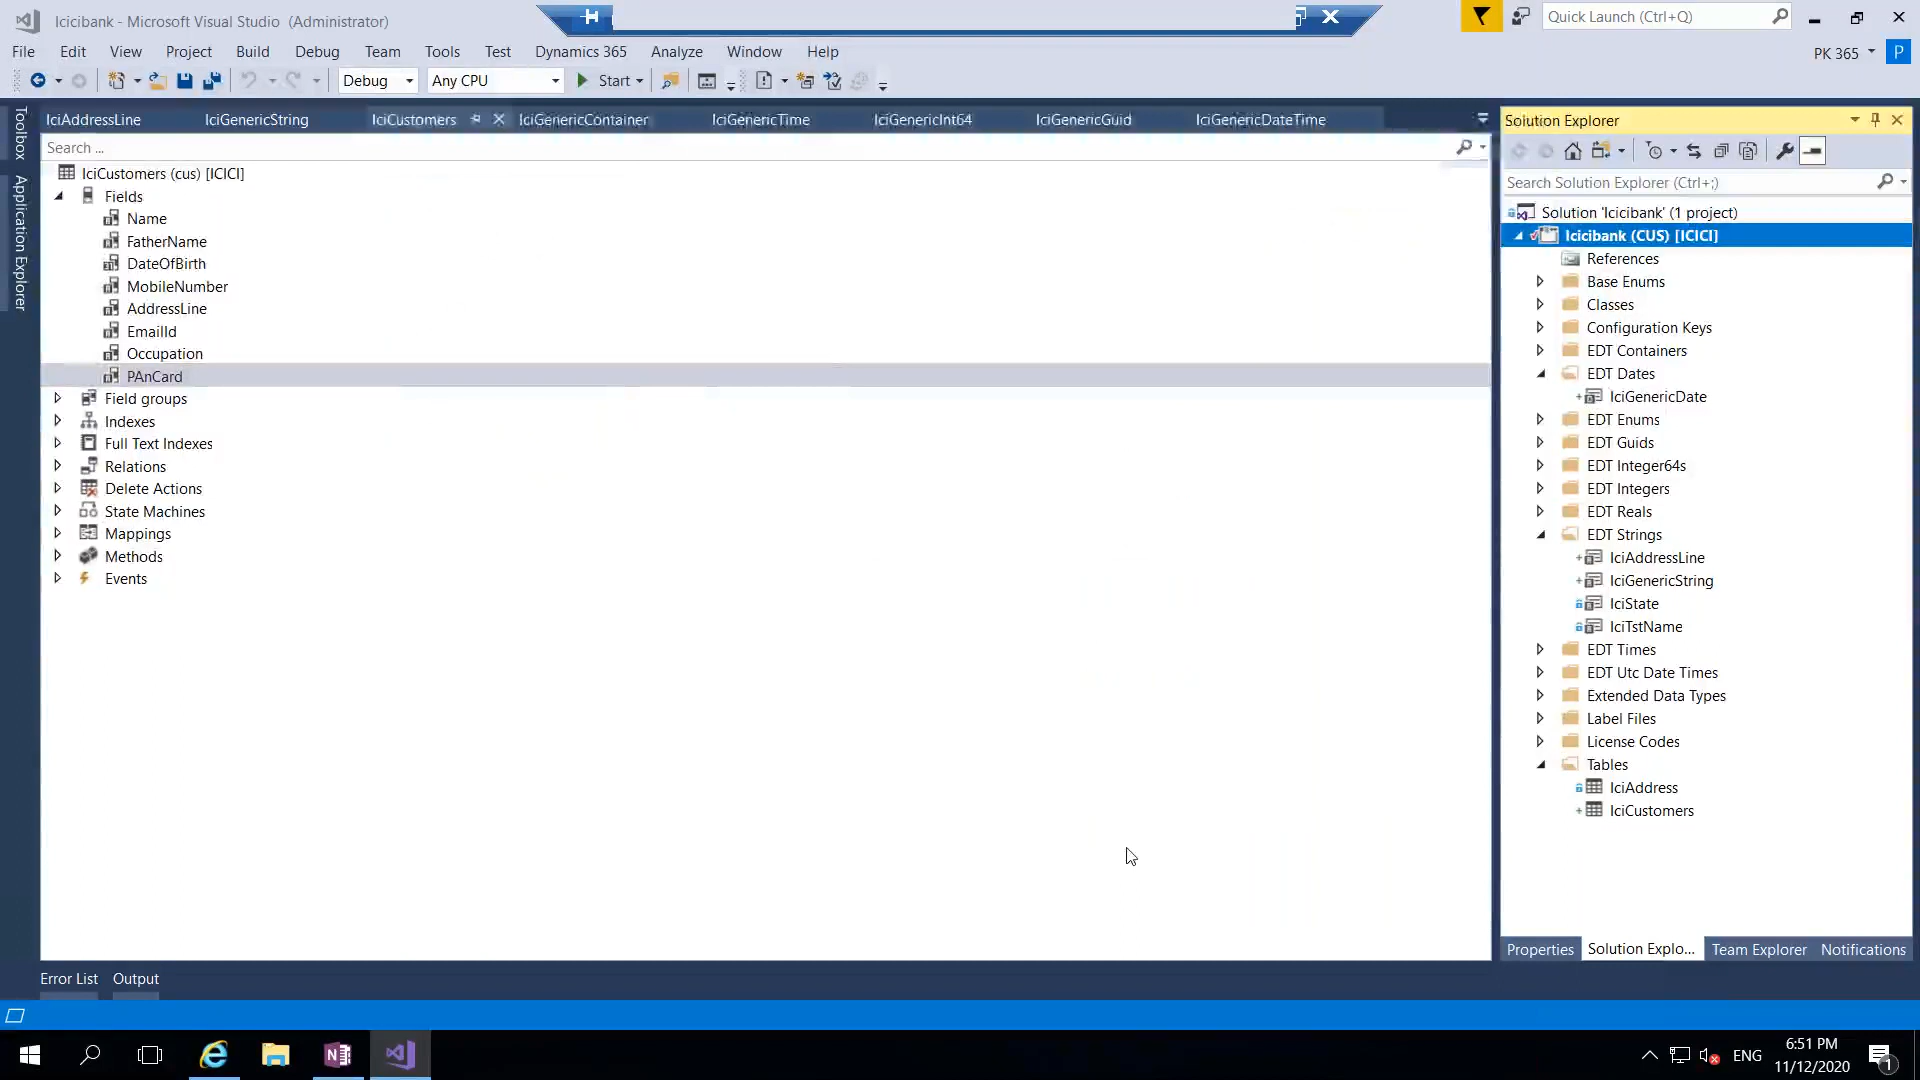 Icicibank - Microsoft Visual Studio (Administrator)
Quick Launch (Ctrl+Q)
File Edit View Project Build Debug Team Tools Test Dynamics 365 Analyze Window Help
PK 365
P
Debug
Any CPU
Start
Toolbox
Application Explorer
IciAddressLine
IciGenericString
IciCustomers
IciGenericContainer
IciGenericTime
IciGenericInt64
IciGenericGuid
IciGenericDateTime
Search ...
IciCustomers (cus) [ICICI]
Fields
Name
FatherName
DateOfBirth
MobileNumber
AddressLine
EmailId
Occupation
PAnCard
Field groups
Indexes
Full Text Indexes
Relations
Delete Actions
State Machines
Mappings
Methods
Events
Solution Explorer
Search Solution Explorer (Ctrl+;)
Solution 'Icicibank' (1 project)
Icicibank (CUS) [ICICI]
References
Base Enums
Classes
Configuration Keys
EDT Containers
EDT Dates
IciGenericDate
EDT Enums
EDT Guids
EDT Integer64s
EDT Integers
EDT Reals
EDT Strings
IciAddressLine
IciGenericString
IciState
IciTstName
EDT Times
EDT Utc Date Times
Extended Data Types
Label Files
License Codes
Tables
IciAddress
IciCustomers
Properties
Solution Explo...
Team Explorer
Notifications
Error List
Output
ENG
6:51 PM
11/12/2020
1